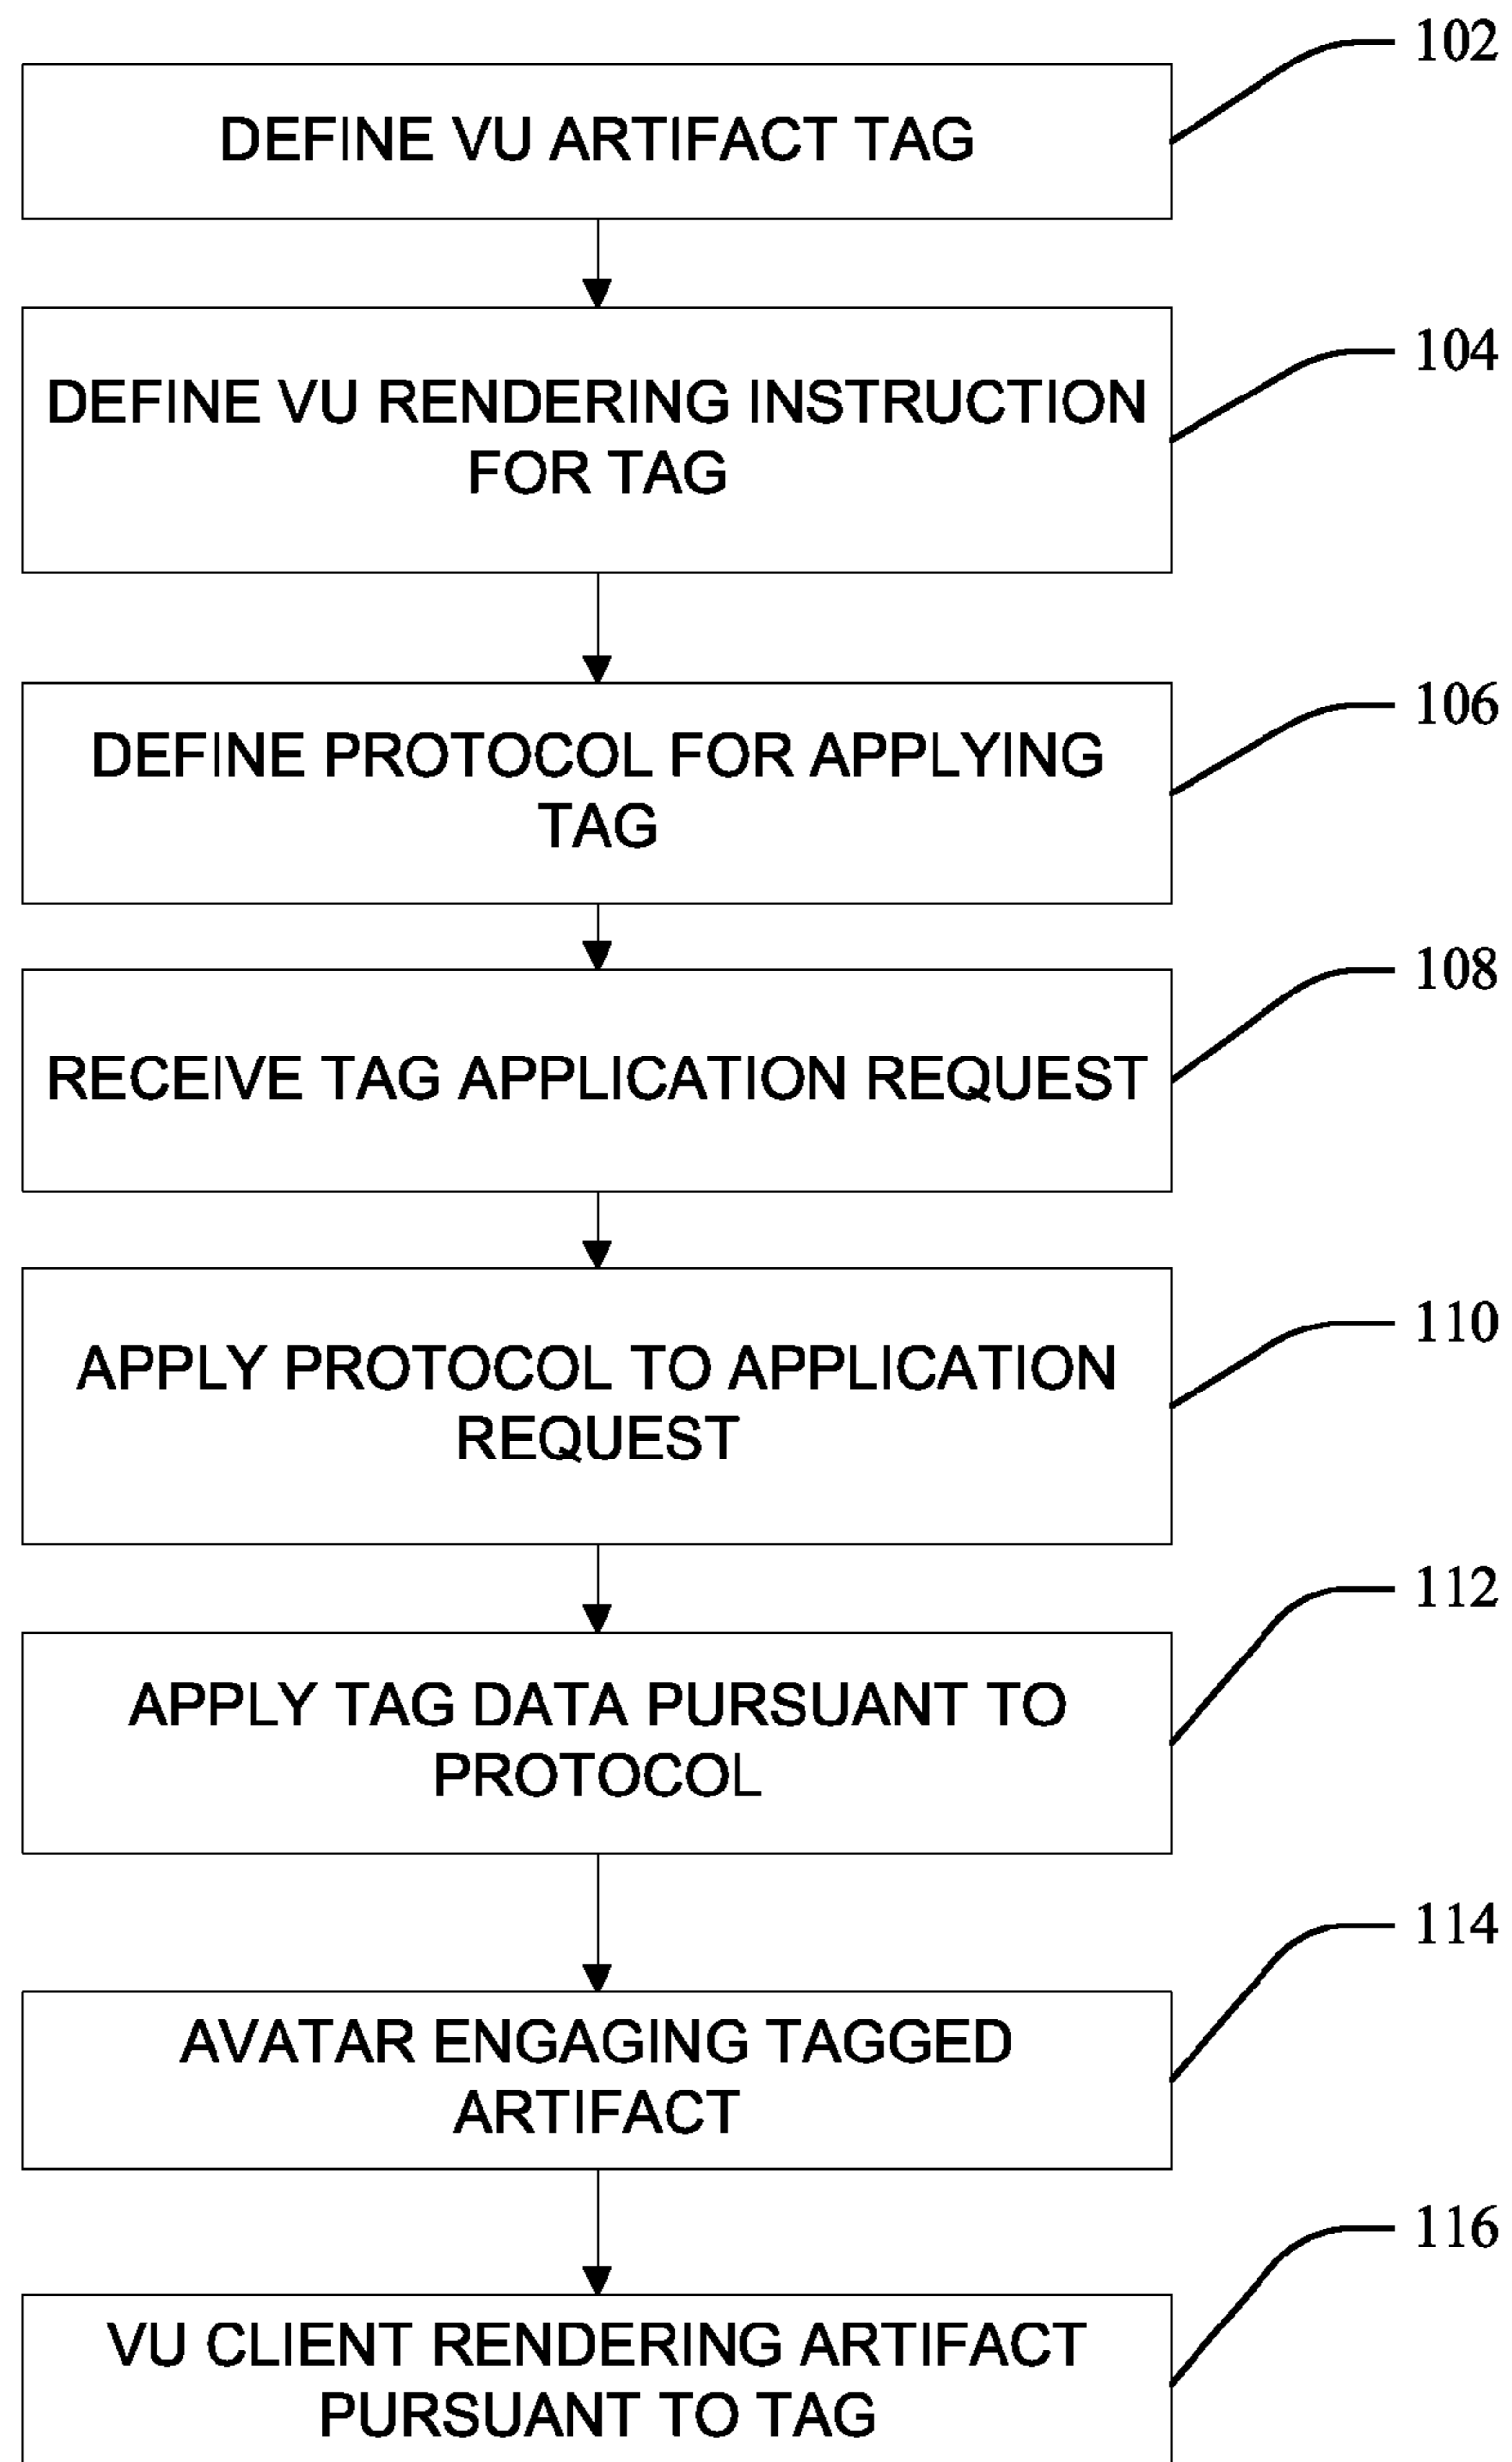 102
DEFINE VU ARTIFACT TAG
104
DEFINE VU RENDERING INSTRUCTION
FOR TAG
106
DEFINE PROTOCOL FOR APPLYING
TAG
108
RECEIVE TAG APPLICATION REQUEST
110
APPLY PROTOCOL TO APPLICATION
REQUEST
112
APPLY TAG DATA PURSUANT TO
PROTOCOL
114
AVATAR ENGAGING TAGGED
ARTIFACT
116
VU CLIENT RENDERING ARTIFACT
PURSUANT TO TAG